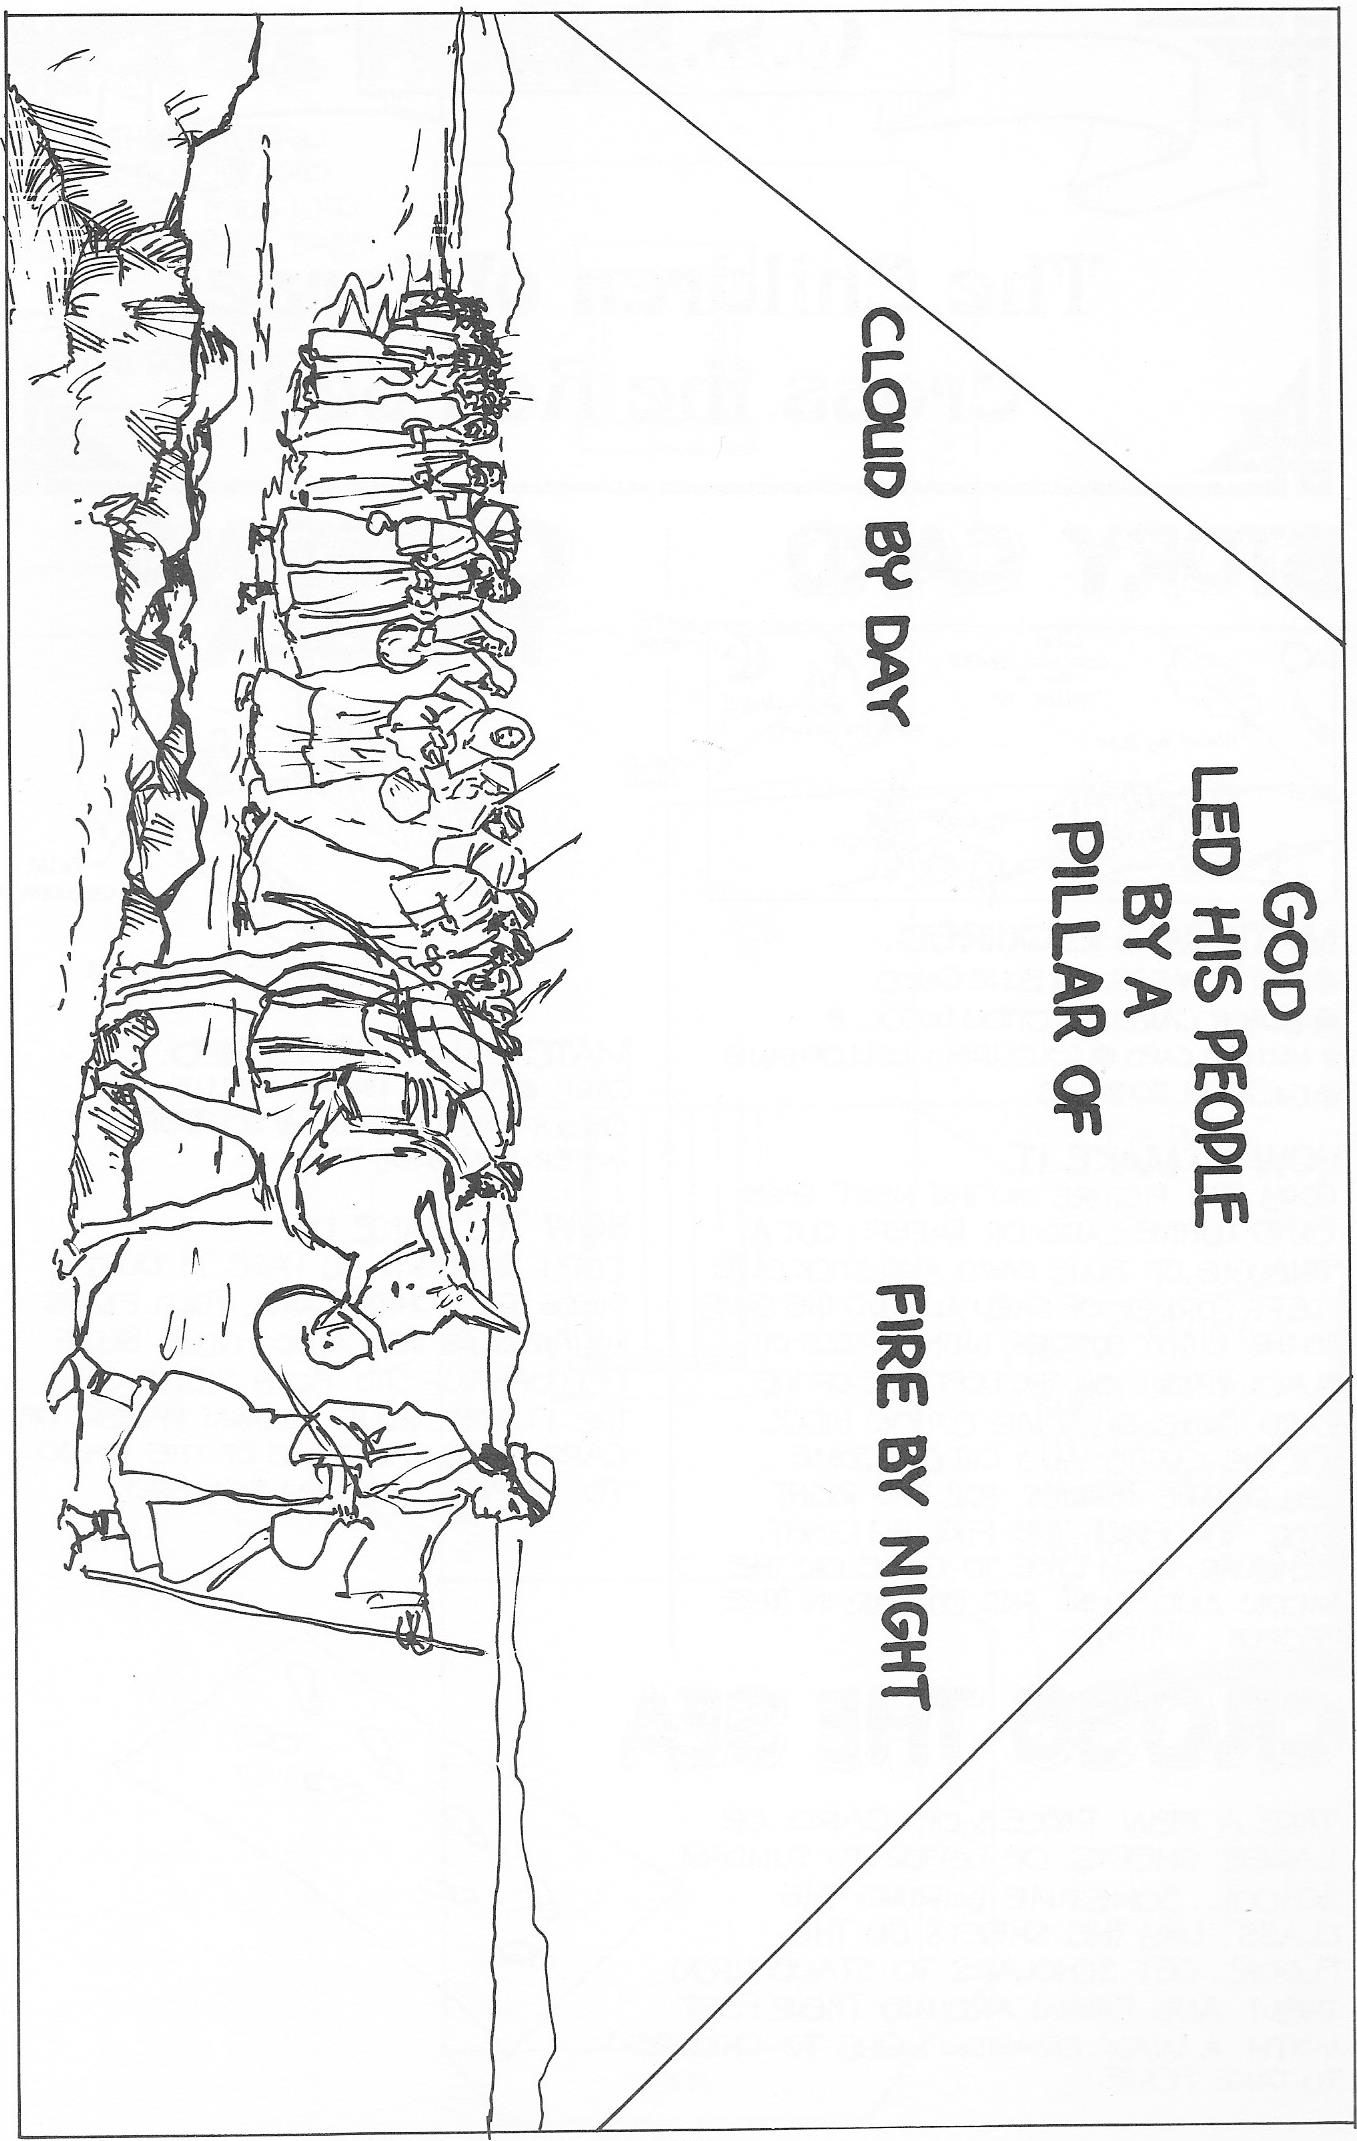 GOD
LED HIS PEOPLE
BY A
PILLAR OF
CLOUD BY DAY
FIRE BY NIGHT